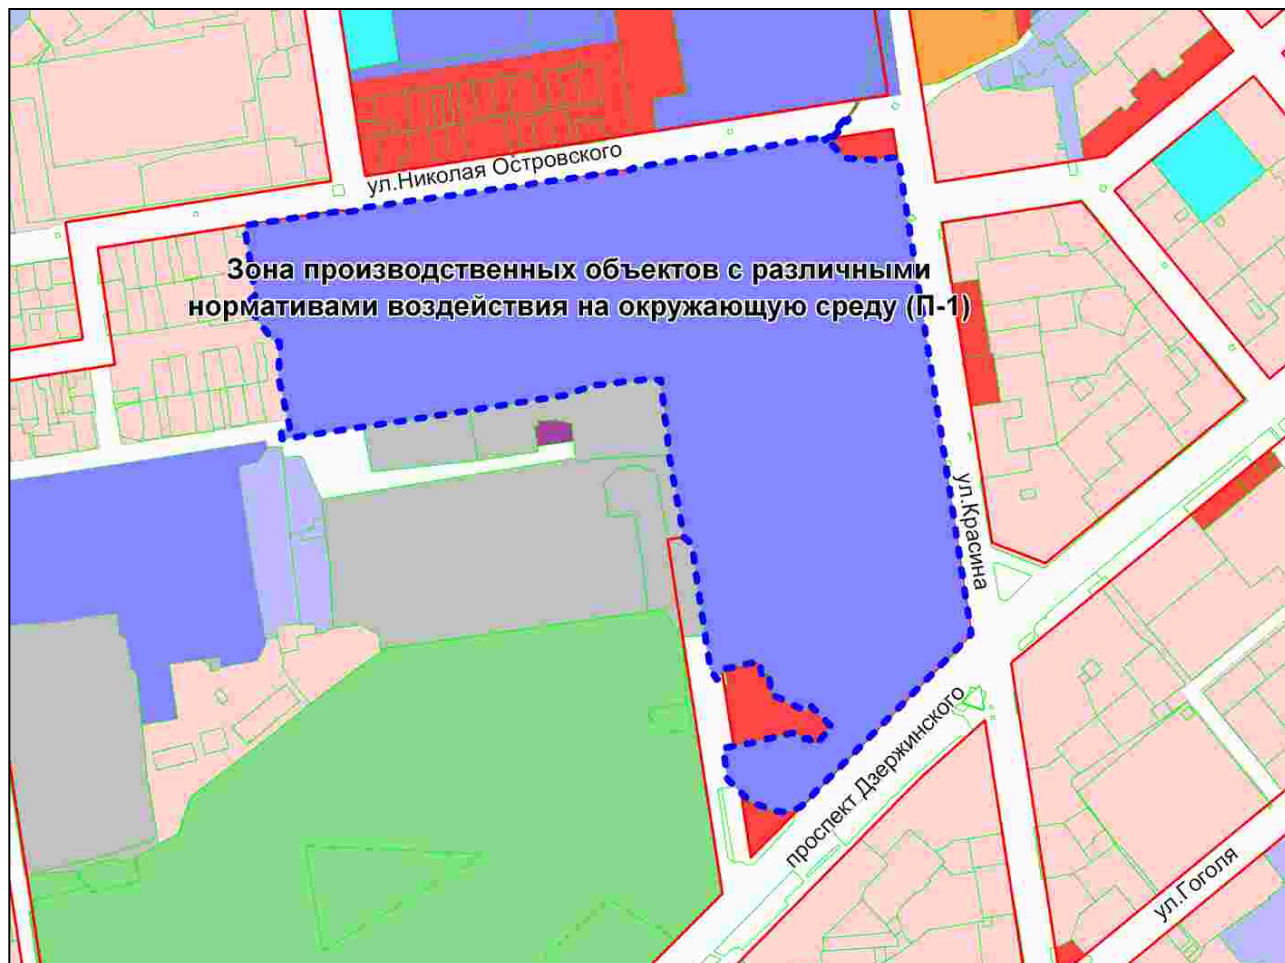 ул.Николая Островского
Зона производственных объектов с различными
нормативами воздействия на окружающую среду (П-1)
ул.Красина
проспект Дзержинского
ул.Гоголя